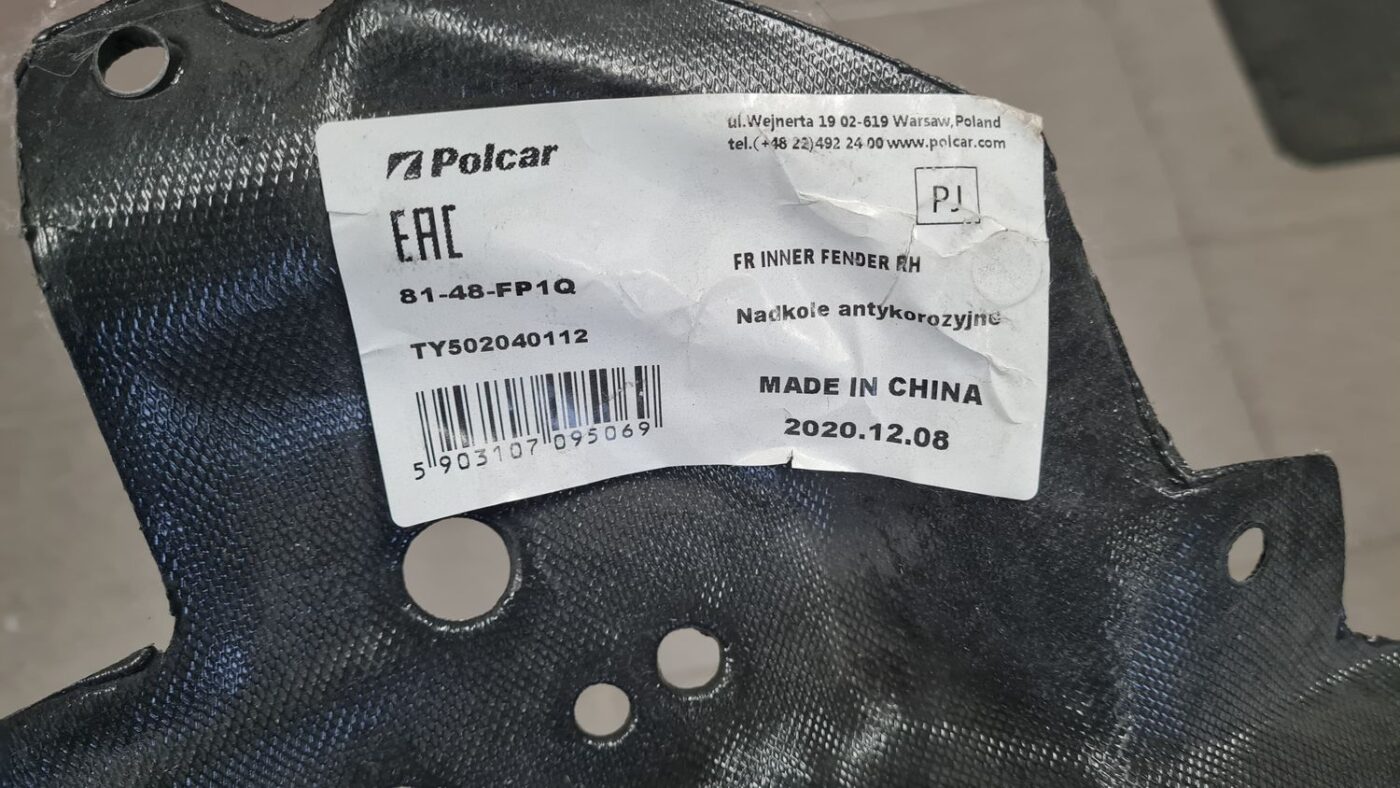 Polcar
ul.Wejnerta 19 02-619 Warsaw,Poland
tel.(+48 22)492 24 00 www.polcar.com
EAC
PJ
81-48-FP1Q
FR INNER FENDER RH
TY502040112
Nadkole antykorozyjne
MADE IN CHINA
2020.12.08
5 903107 095069